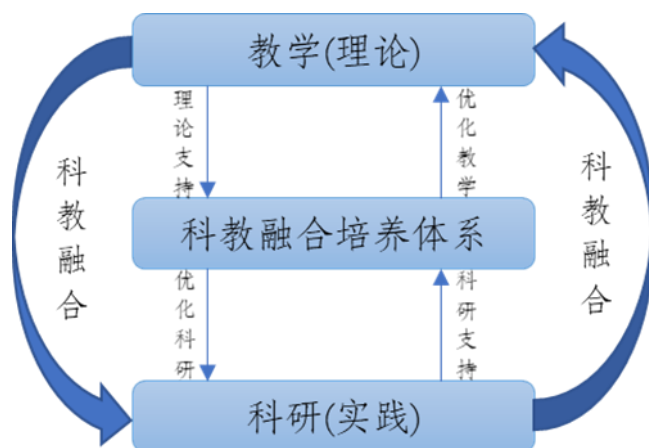 教学(理论)
理论支持
优化教学
科教融合
科教融合
科教融合培养体系
优化科研
科研支持
科研(实践)